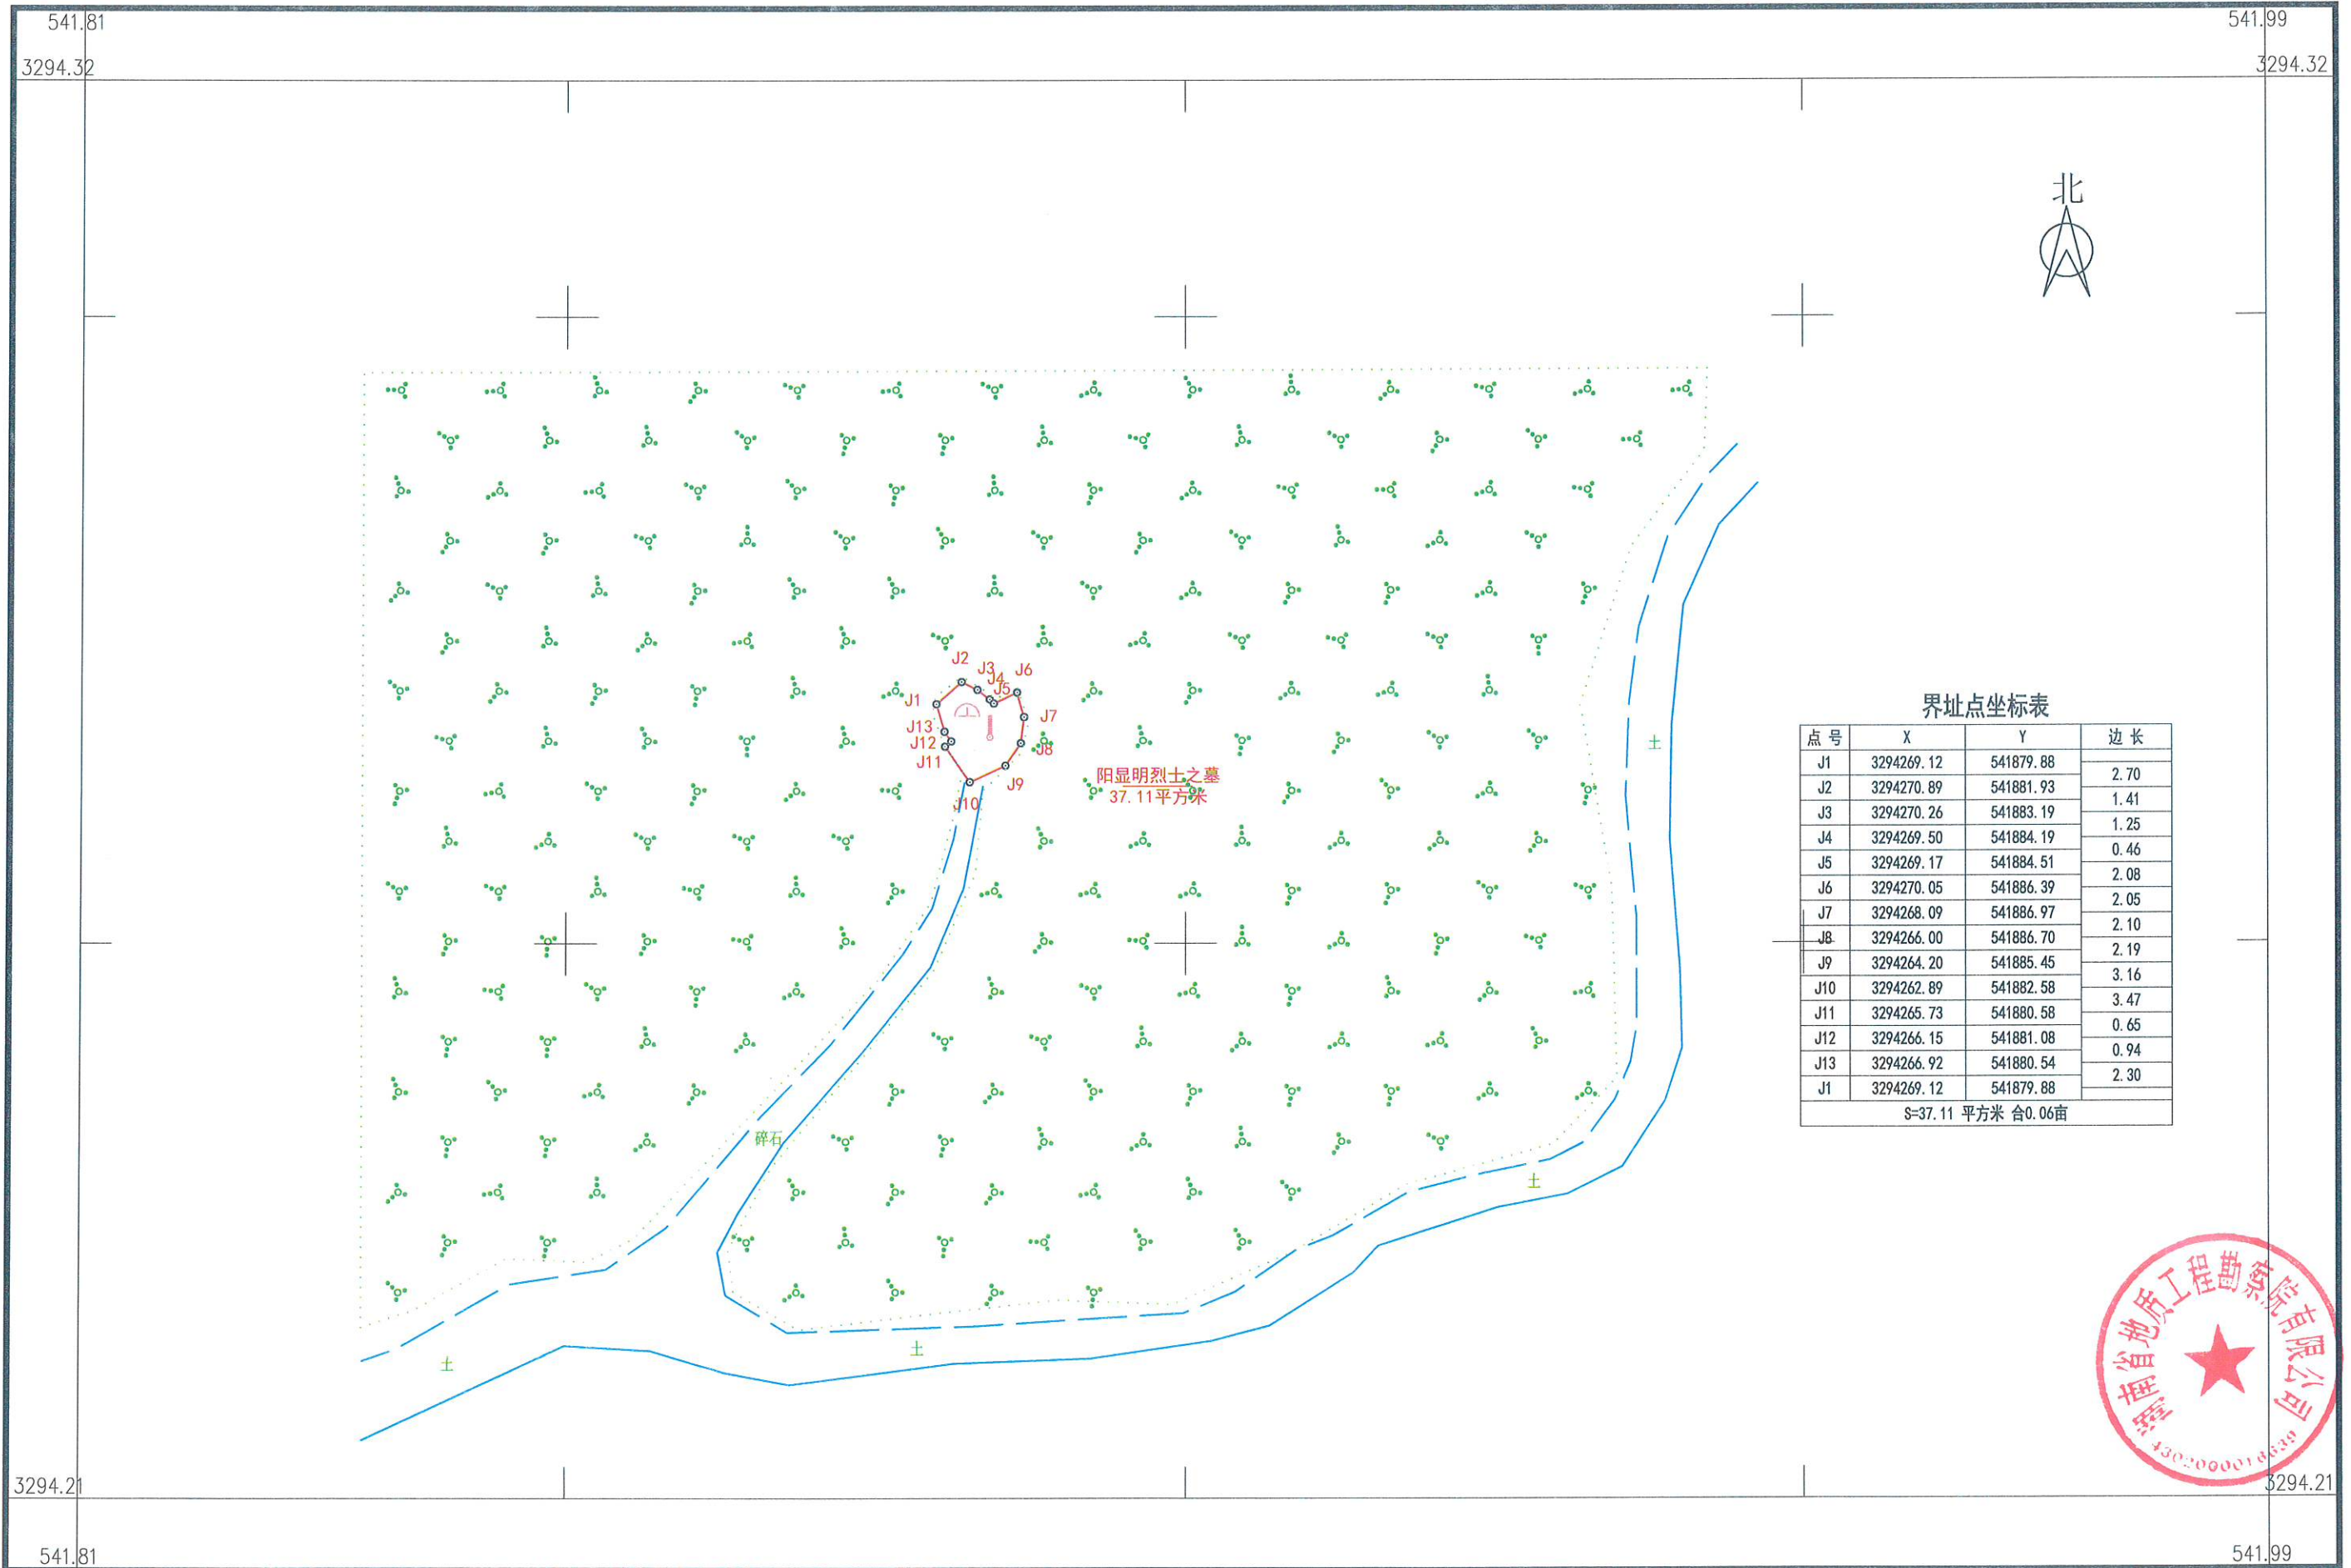 541.81
541.99
3294.32
3294.32
北
J2
J3
J4
J6
J5
J1
J7
J13
J12
J8
J11
J9
J10
阳显明烈士之墓
37.11平方米
土
碎石
土
土
土
界址点坐标表
点号 X Y 边长
J1 3294269.12 541879.88
2.70
J2 3294270.89 541881.93
1.41
J3 3294270.26 541883.19
1.25
J4 3294269.50 541884.19
0.46
J5 3294269.17 541884.51
2.08
J6 3294270.05 541886.39
2.05
J7 3294268.09 541886.97
2.10
J8 3294266.00 541886.70
2.19
J9 3294264.20 541885.45
3.16
J10 3294262.89 541882.58
3.47
J11 3294265.73 541880.58
0.65
J12 3294266.15 541881.08
0.94
J13 3294266.92 541880.54
2.30
J1 3294269.12 541879.88
S=37.11 平方米 合0.06亩
湖南省地质工程勘察院有限公司
3294.21
3294.21
541.81
541.99